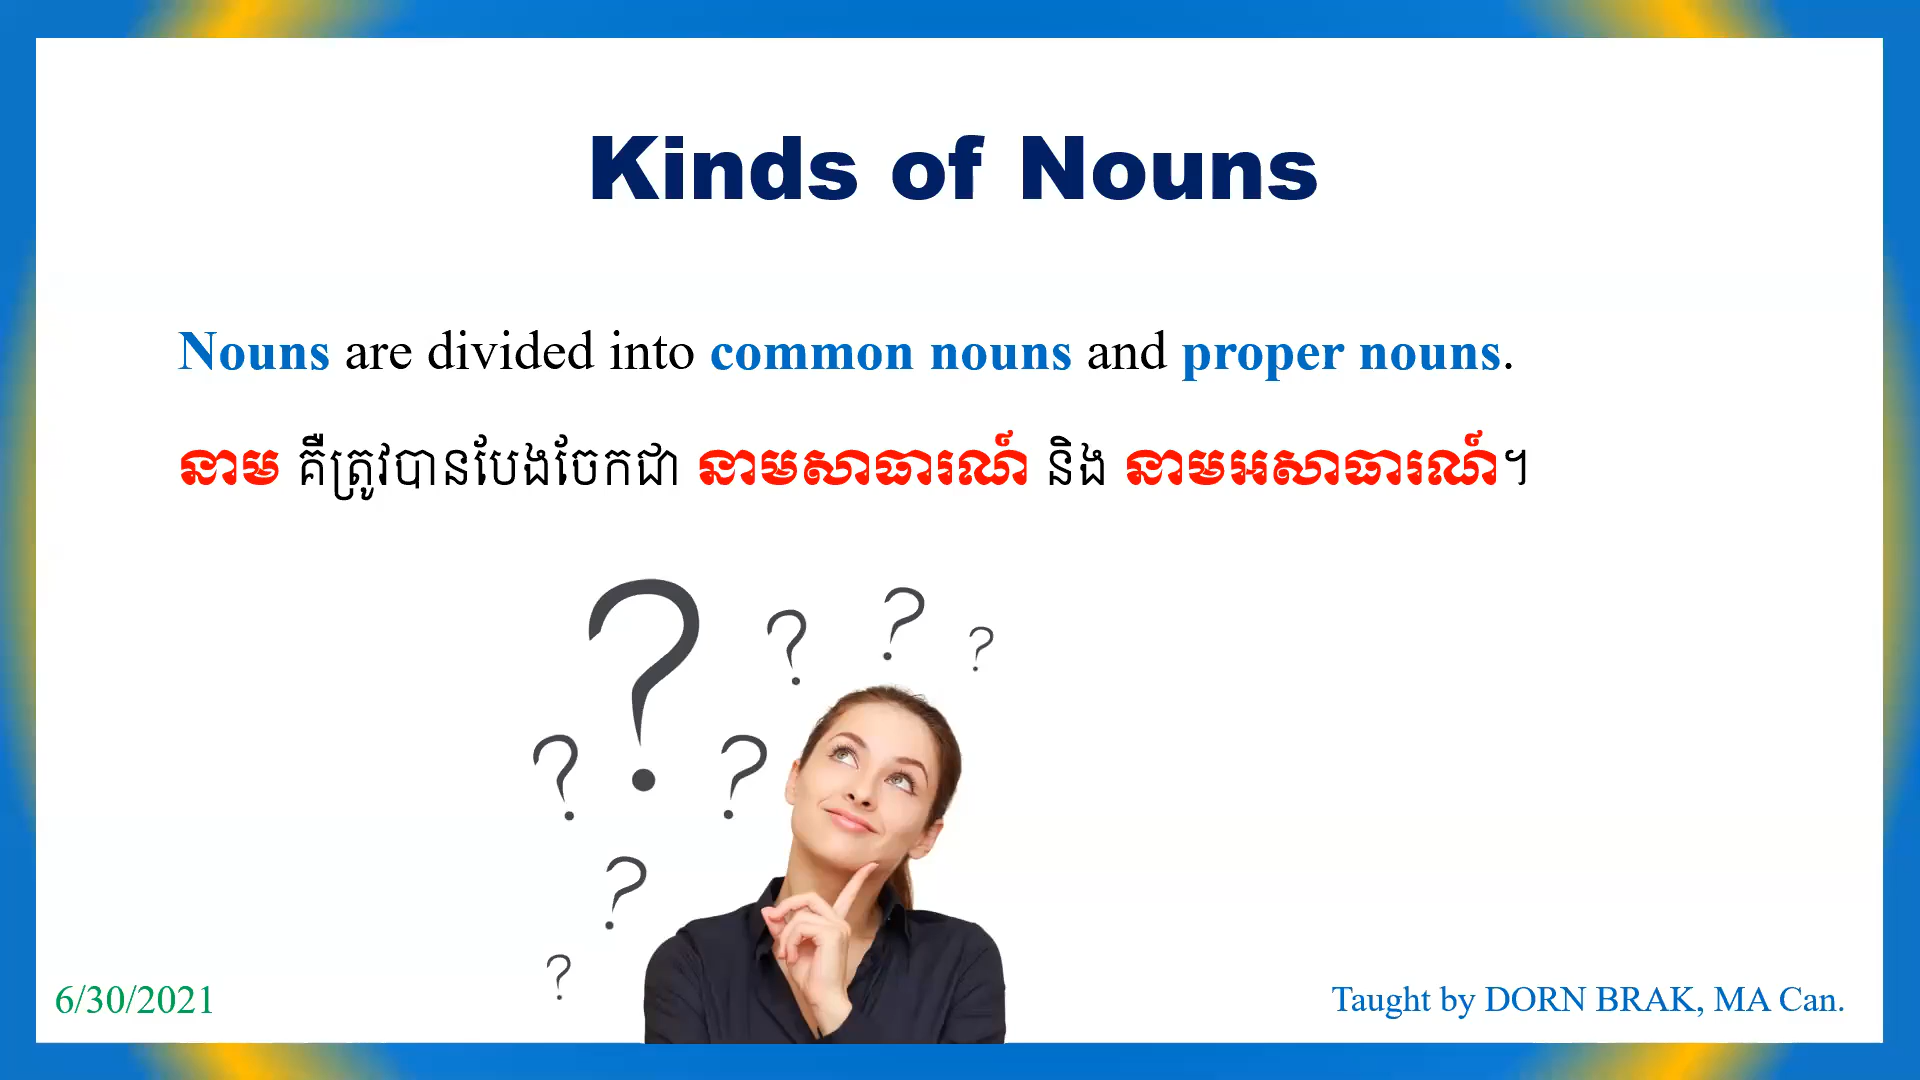 Kinds of Nouns
Nouns are divided into common nouns and proper nouns.
នាម គឺត្រូវបានបែងចែកជា នាមសាធារណ៍ និង នាមអសាធារណ៍។
6/30/2021
Taught by DORN BRAK, MA Can.